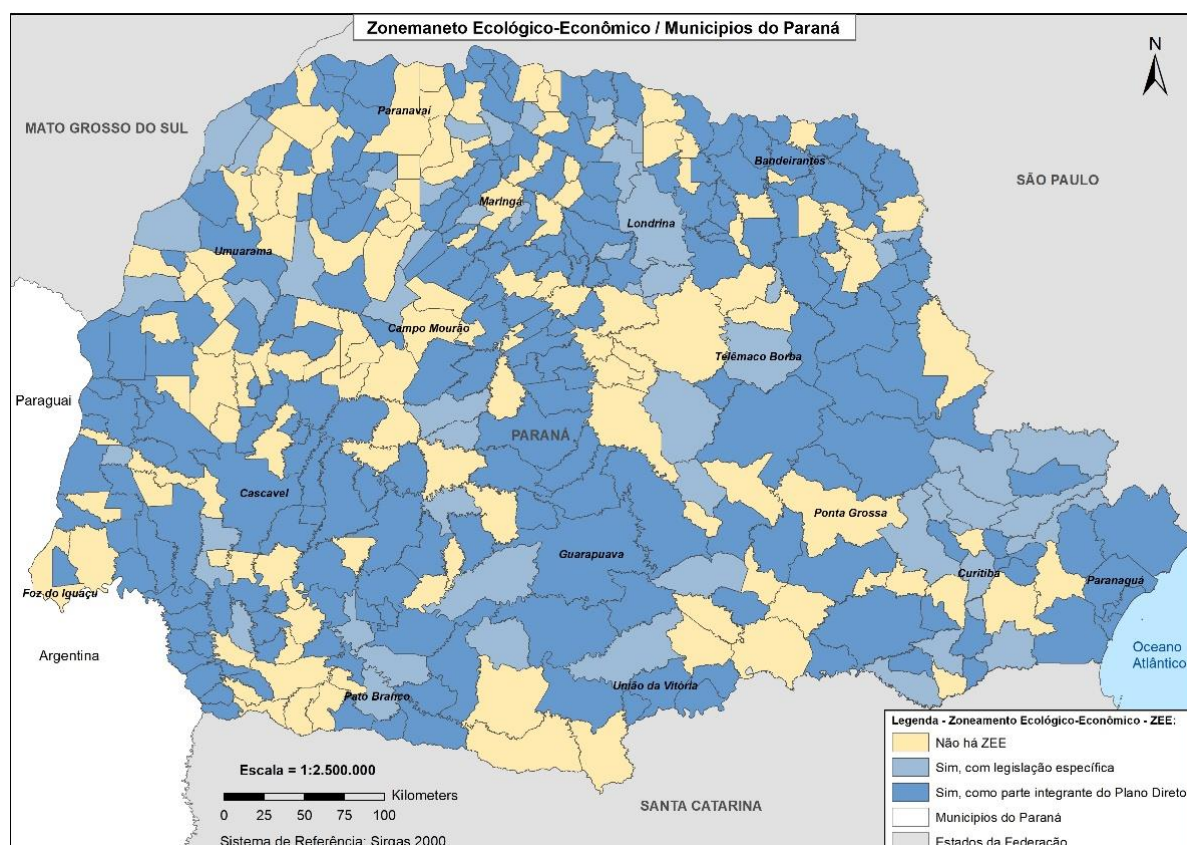 Zonemaneto Ecológico-Econômico / Municipios do Paraná
N
MATO GROSSO DO SUL
Paranavaí
Bandeirantes
SÃO PAULO
Maringá
Londrina
Umuarama
Campo Mourão
Telêmaco Borba
Paraguai
PARANÁ
Cascavel
Ponta Grossa
Guarapuava
Curitiba
Paranaguá
Foz do Iguaçu
Argentina
Oceano
Atlântico
Pato Branco
União da Vitória
Legenda - Zoneamento Ecológico-Econômico - ZEE:
Não há ZEE
Sim, com legislação específica
Sim, como parte integrante do Plano Direto
Municipios do Paraná
Estados da Federação
Escala = 1:2.500.000
Kilometers
0 25 50 75 100
SANTA CATARINA
Sistema de Referência: Sirgas 2000